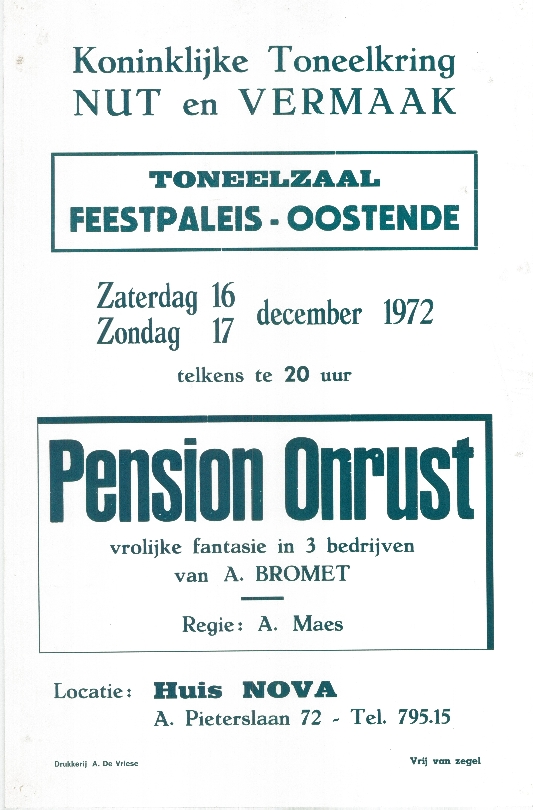 Koninklijke Toneelkring
NUT en VERMAAK
TONEELZAAL
FEESTPALEIS - OOSTENDE
Zaterdag 16
Zondag 17
december 1972
telkens te 20 uur
Pension Onrust
vrolijke fantasie in 3 bedrijven
van A. BROMET
Regie: A. Maes
Locatie: Huis NOVA
A. Pieterslaan 72 - Tel. 795.15
Drukkerij A. De Vriese
Vrij van zegel